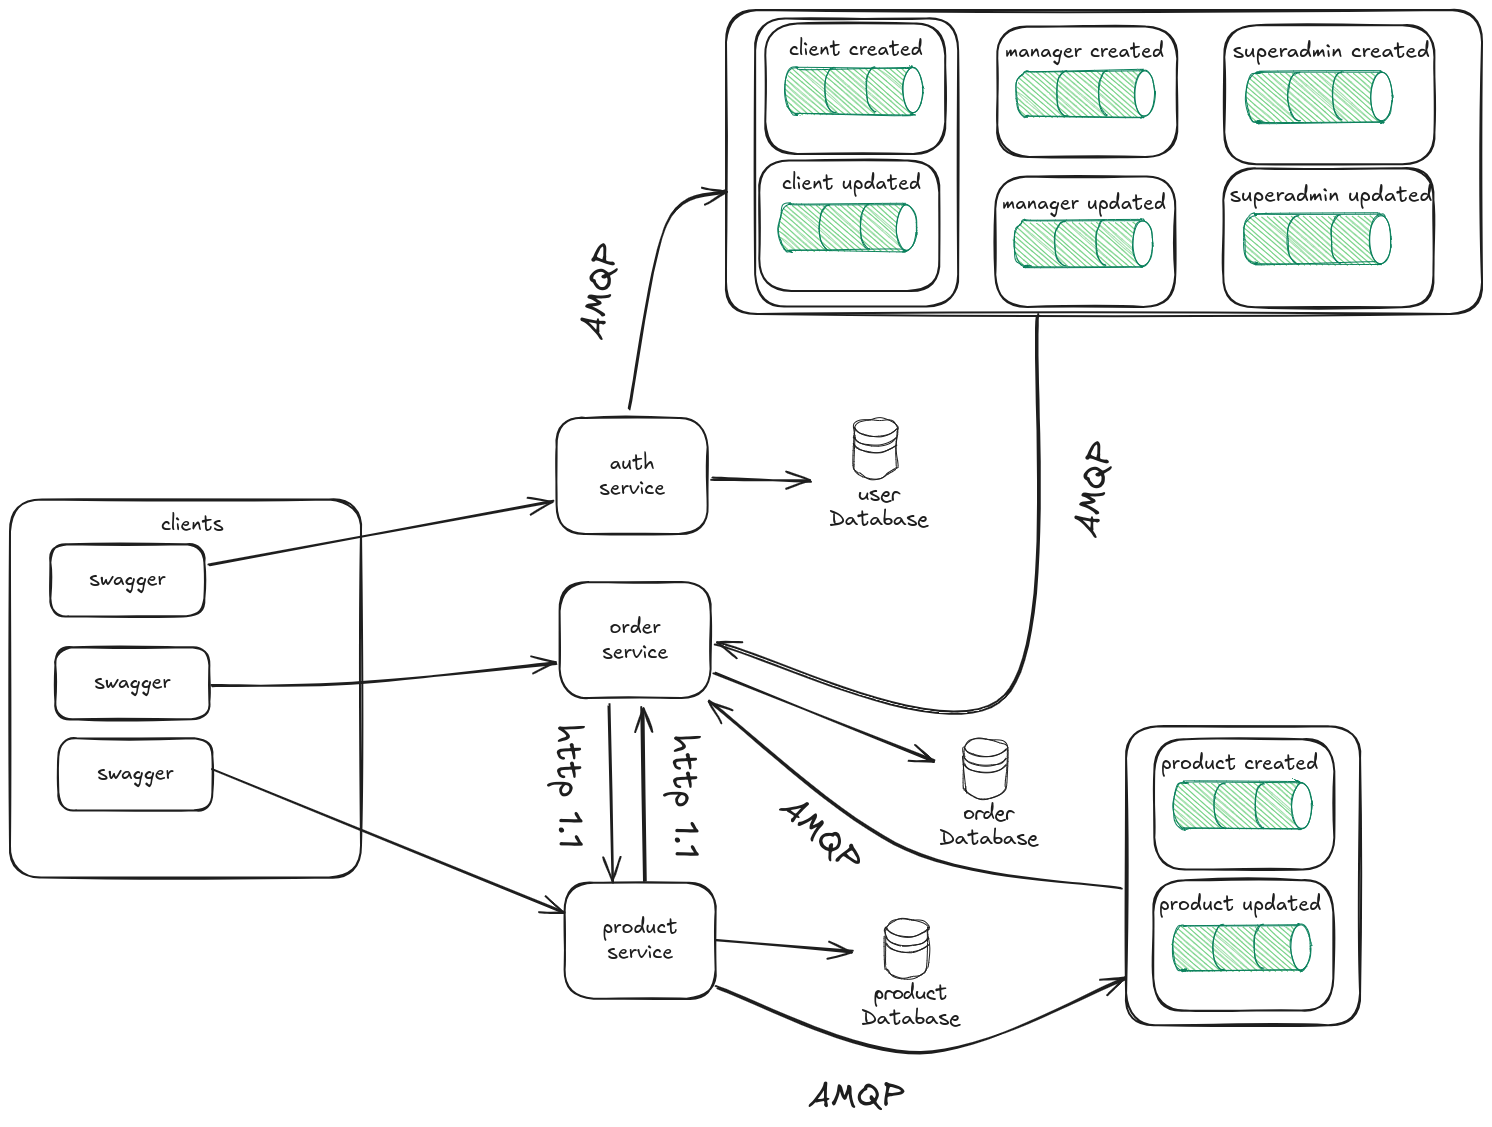 client created
manager created
superadmin created
client updated
manager updated
superadmin updated
AMQP
AMQP
auth
service
user
Database
clients
swagger
swagger
swagger
order
service
http 1.1
http 1.1
order
Database
AMQP
product created
product updated
product
service
product
Database
AMQP